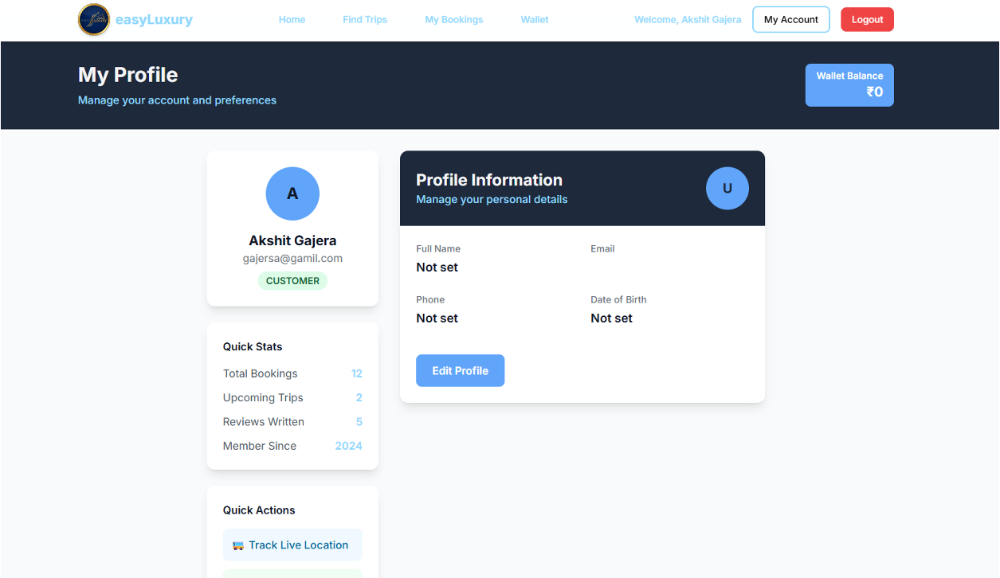 easyLuxury
Home
Find Trips
My Bookings
Wallet
Welcome, Akshit Gajera
My Account
Logout
My Profile
Manage your account and preferences
Wallet Balance
₹0
A
Akshit Gajera
gajersa@gamil.com
CUSTOMER
Quick Stats
Total Bookings 12
Upcoming Trips 2
Reviews Written 5
Member Since 2024
Quick Actions
Track Live Location
Profile Information
Manage your personal details
U
Full Name
Not set
Email
Phone
Not set
Date of Birth
Not set
Edit Profile